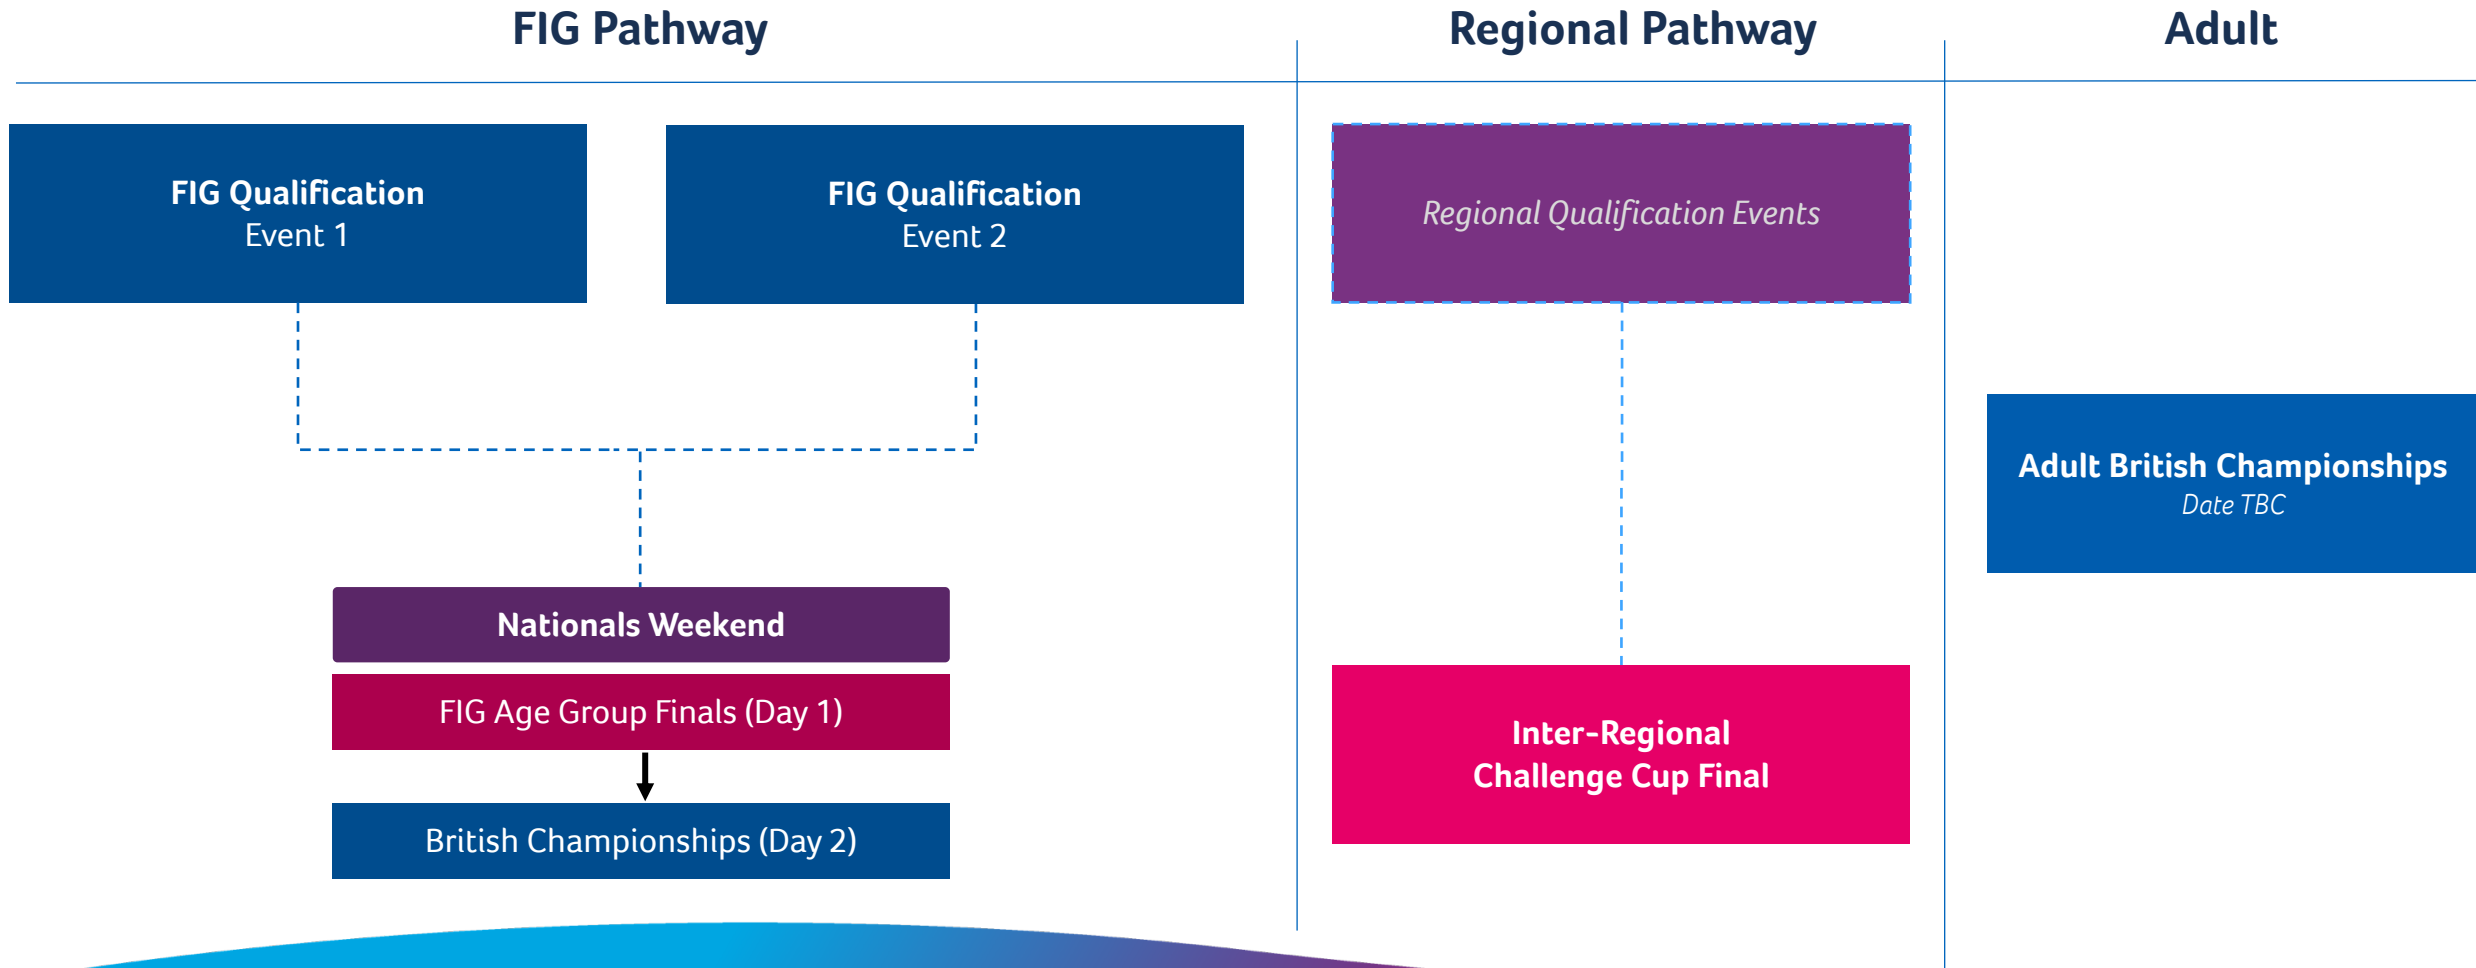 FIG Pathway
Regional Pathway
Adult
FIG Qualification
Event 1
FIG Qualification
Event 2
Regional Qualification Events
Adult British Championships
Date TBC
Nationals Weekend
FIG Age Group Finals (Day 1)
British Championships (Day 2)
Inter-Regional
Challenge Cup Final